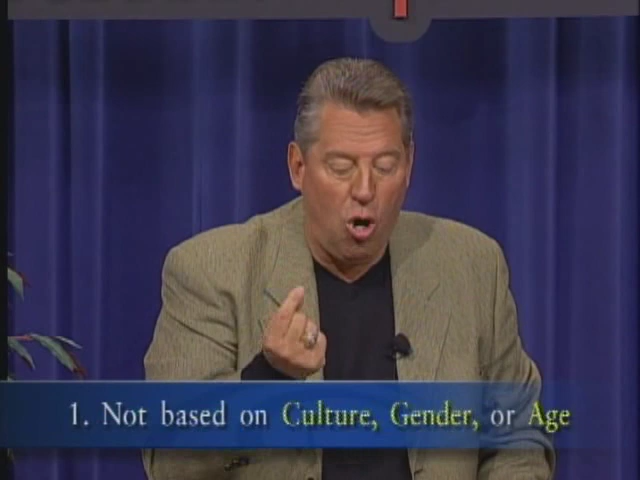 1. Not based on Culture, Gender, or Age